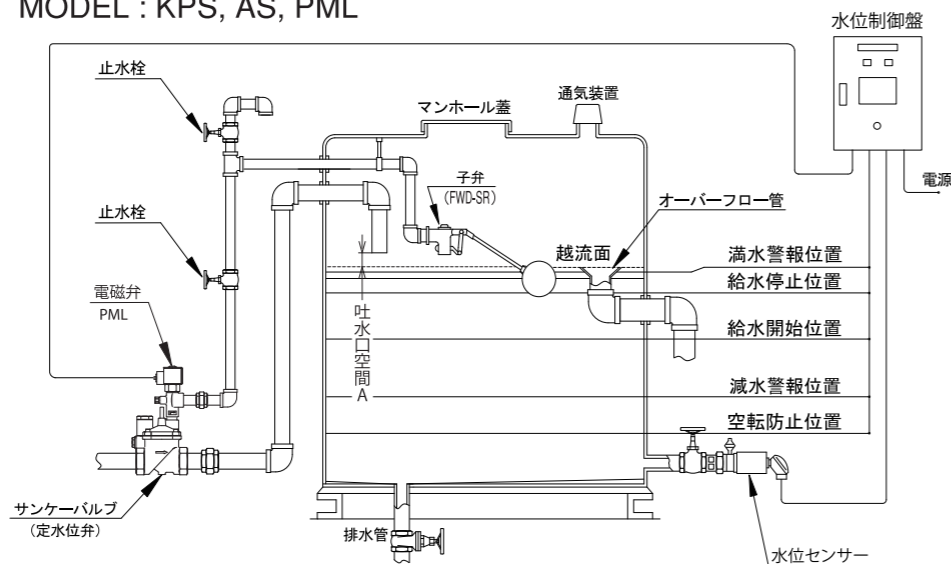 MODEL : KPS, AS, PML
水位制御盤
止水栓
マンホール蓋
通気装置
子弁
(FWD-SR)
電源
オーバーフロー管
止水栓
越流面
満水警報位置
給水停止位置
電磁弁
PML
吐水口空間A
給水開始位置
減水警報位置
空転防止位置
サンケーバルブ
(定水位弁)
排水管
水位センサー